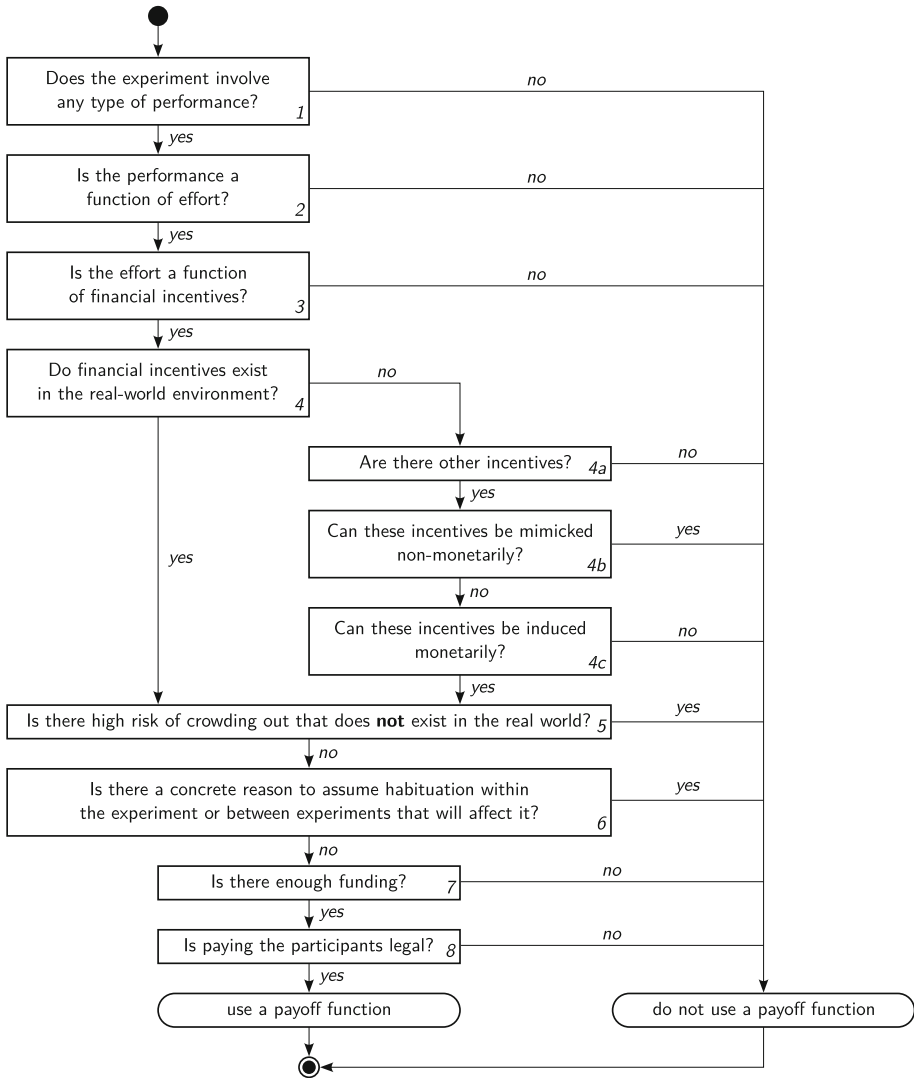 Does the experiment involve
any type of performance?
1
no
yes
Is the performance a
function of effort?
2
no
yes
Is the effort a function
of financial incentives?
3
no
yes
Do financial incentives exist
in the real-world environment?
4
no
Are there other incentives?
4a
no
yes
Can these incentives be mimicked
non-monetarily?
4b
yes
yes
no
Can these incentives be induced
monetarily?
4c
no
yes
Is there high risk of crowding out that does not exist in the real world?
5
yes
no
Is there a concrete reason to assume habituation within
the experiment or between experiments that will affect it?
6
yes
no
Is there enough funding?
7
no
yes
Is paying the participants legal?
8
no
yes
use a payoff function
do not use a payoff function